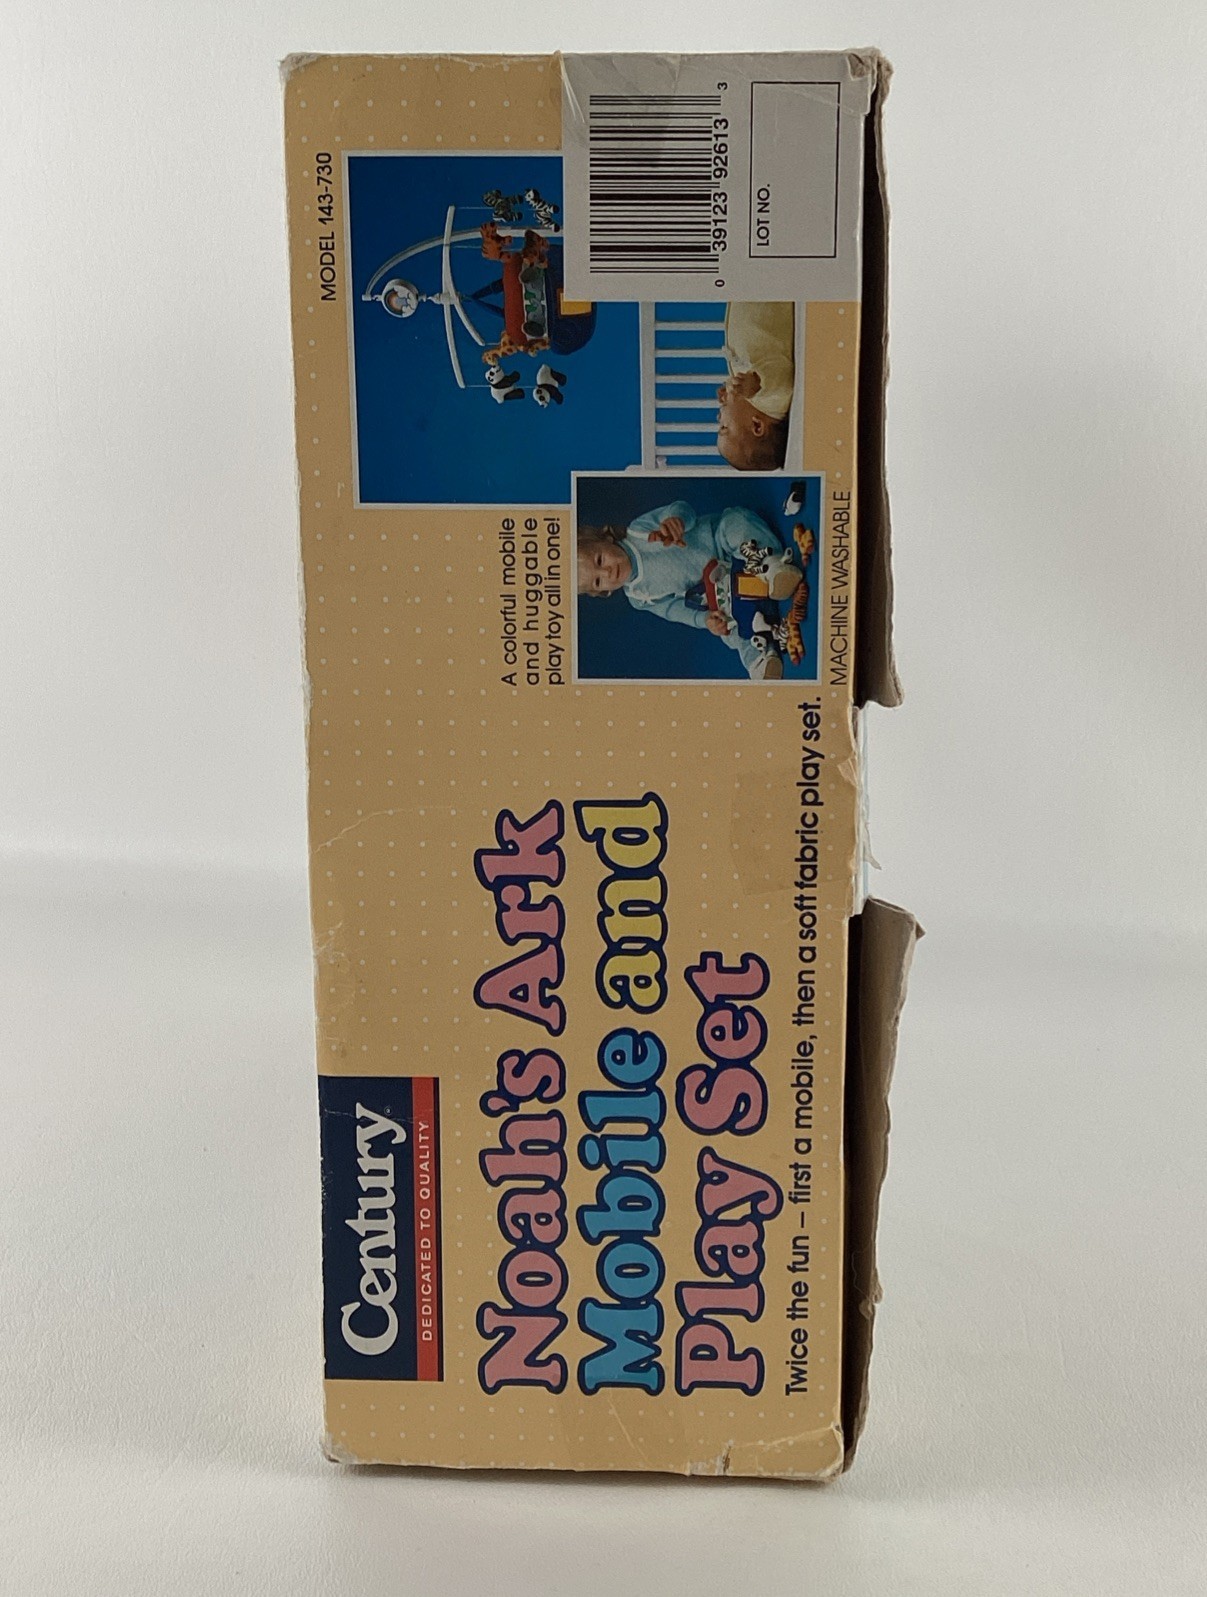 Century
DEDICATED TO QUALITY
MODEL 143-730
Noah's Ark
Mobile and
Play Set
Twice the fun – first a mobile, then a soft fabric play set.
A colorful mobile
and huggable
play toy all in one!
MACHINE WASHABLE
0 39123 92613 3
LOT NO.